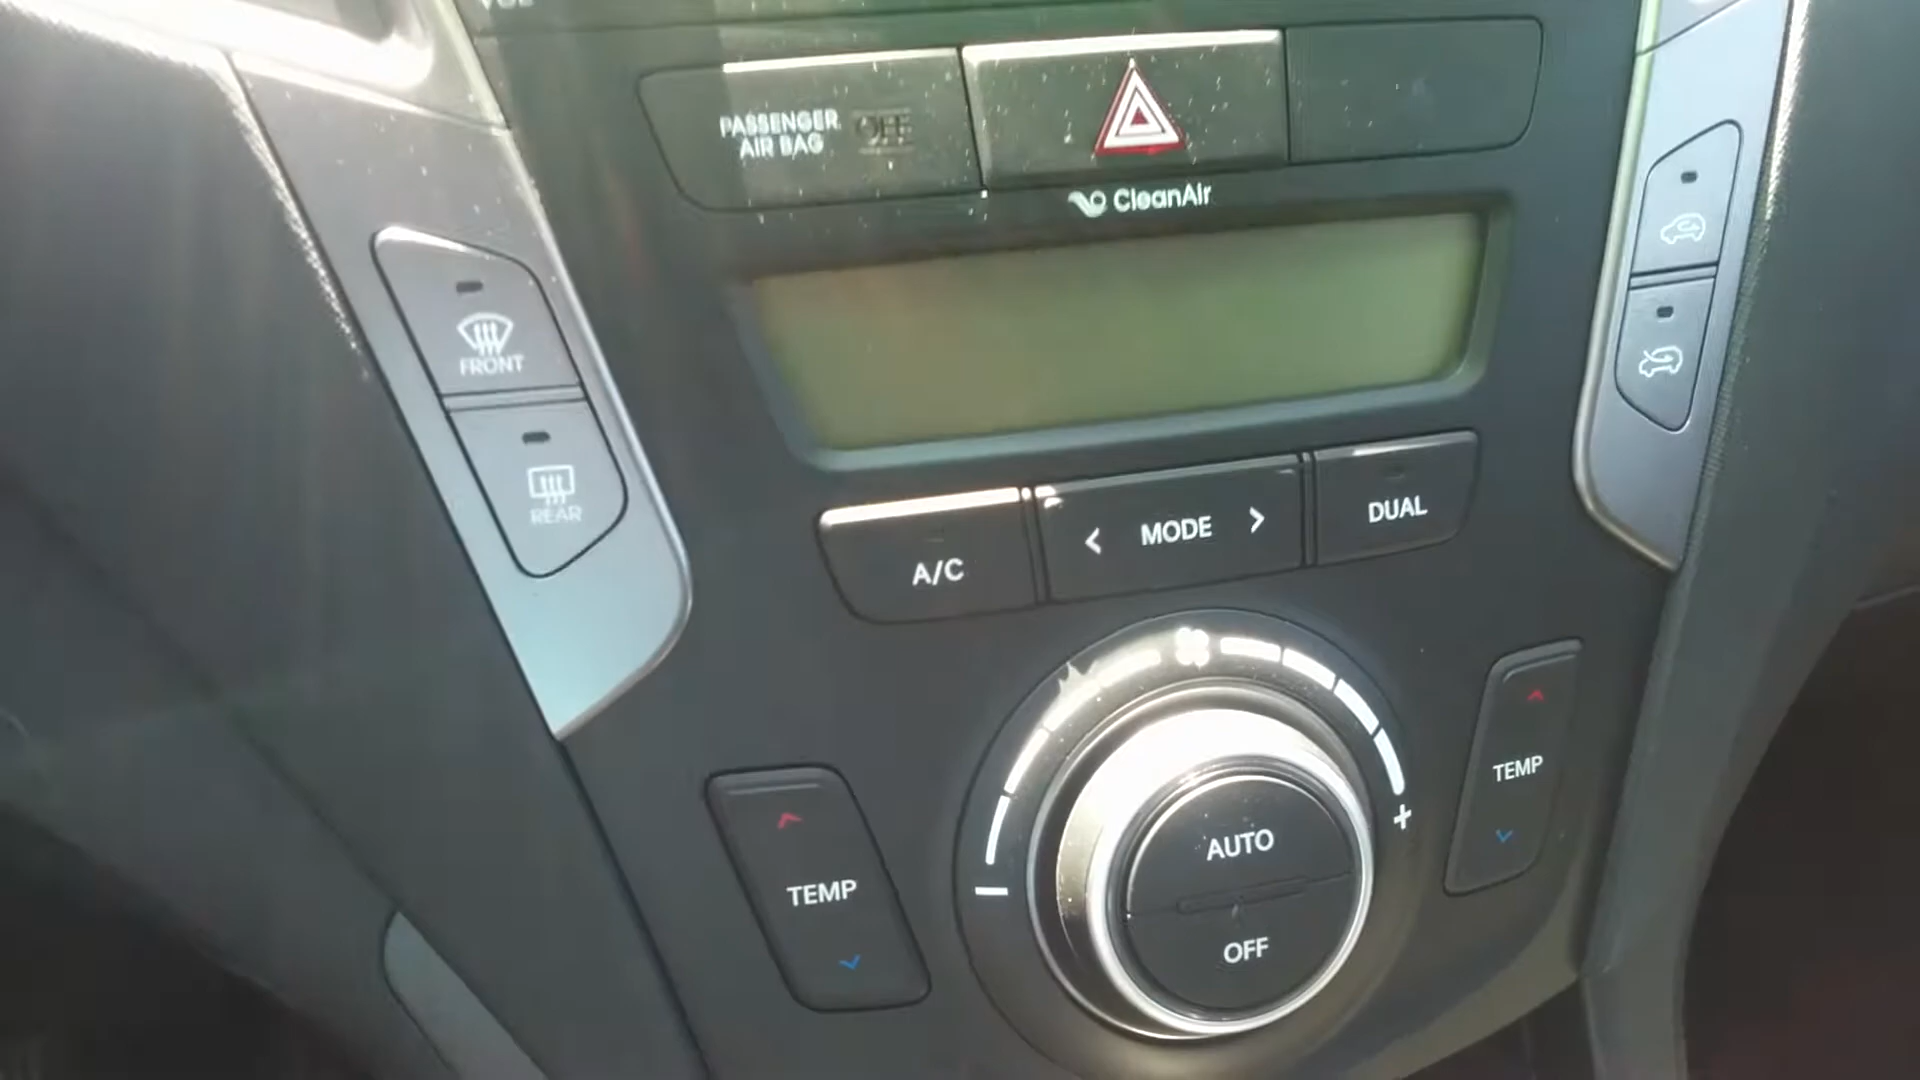 PASSENGER
AIR BAG OFF
CleanAir
FRONT
REAR
A/C
< MODE >
DUAL
TEMP
AUTO
OFF
TEMP